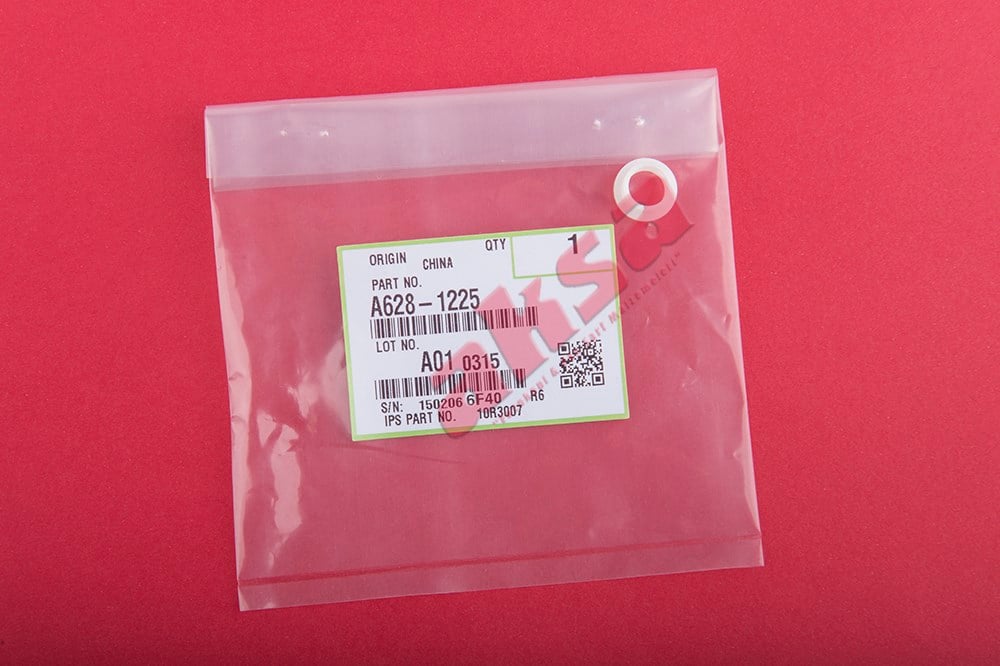 ORIGIN CHINA QTY 1
PART NO.
A628-1225
LOT NO.
A01 0315
S/N: 150206 6F40 R6
IPS PART NO. 10R3007
aksa